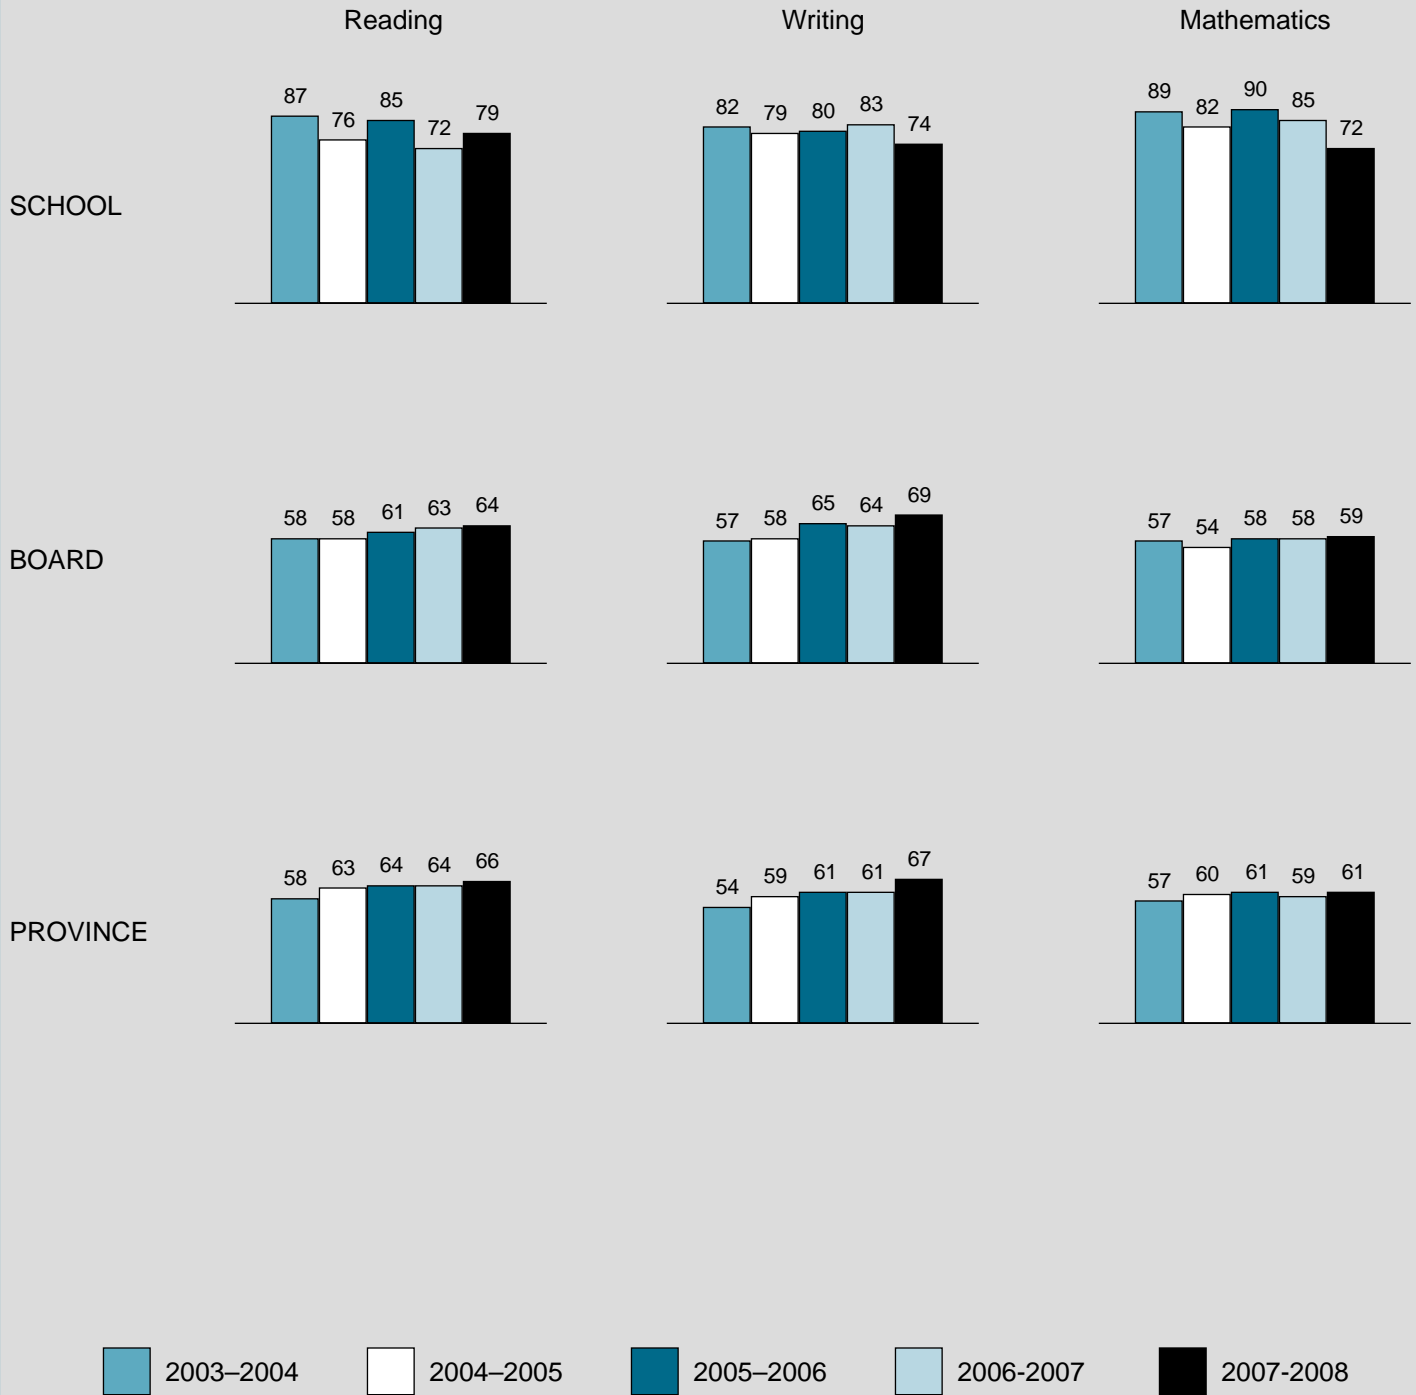 Reading Writing Mathematics
87 76 85 72 79
82 79 80 83 74
89 82 90 85 72
SCHOOL
58 58 61 63 64
57 58 65 64 69
57 54 58 58 59
BOARD
58 63 64 64 66
54 59 61 61 67
57 60 61 59 61
PROVINCE
2003–2004 2004–2005 2005–2006 2006-2007 2007-2008